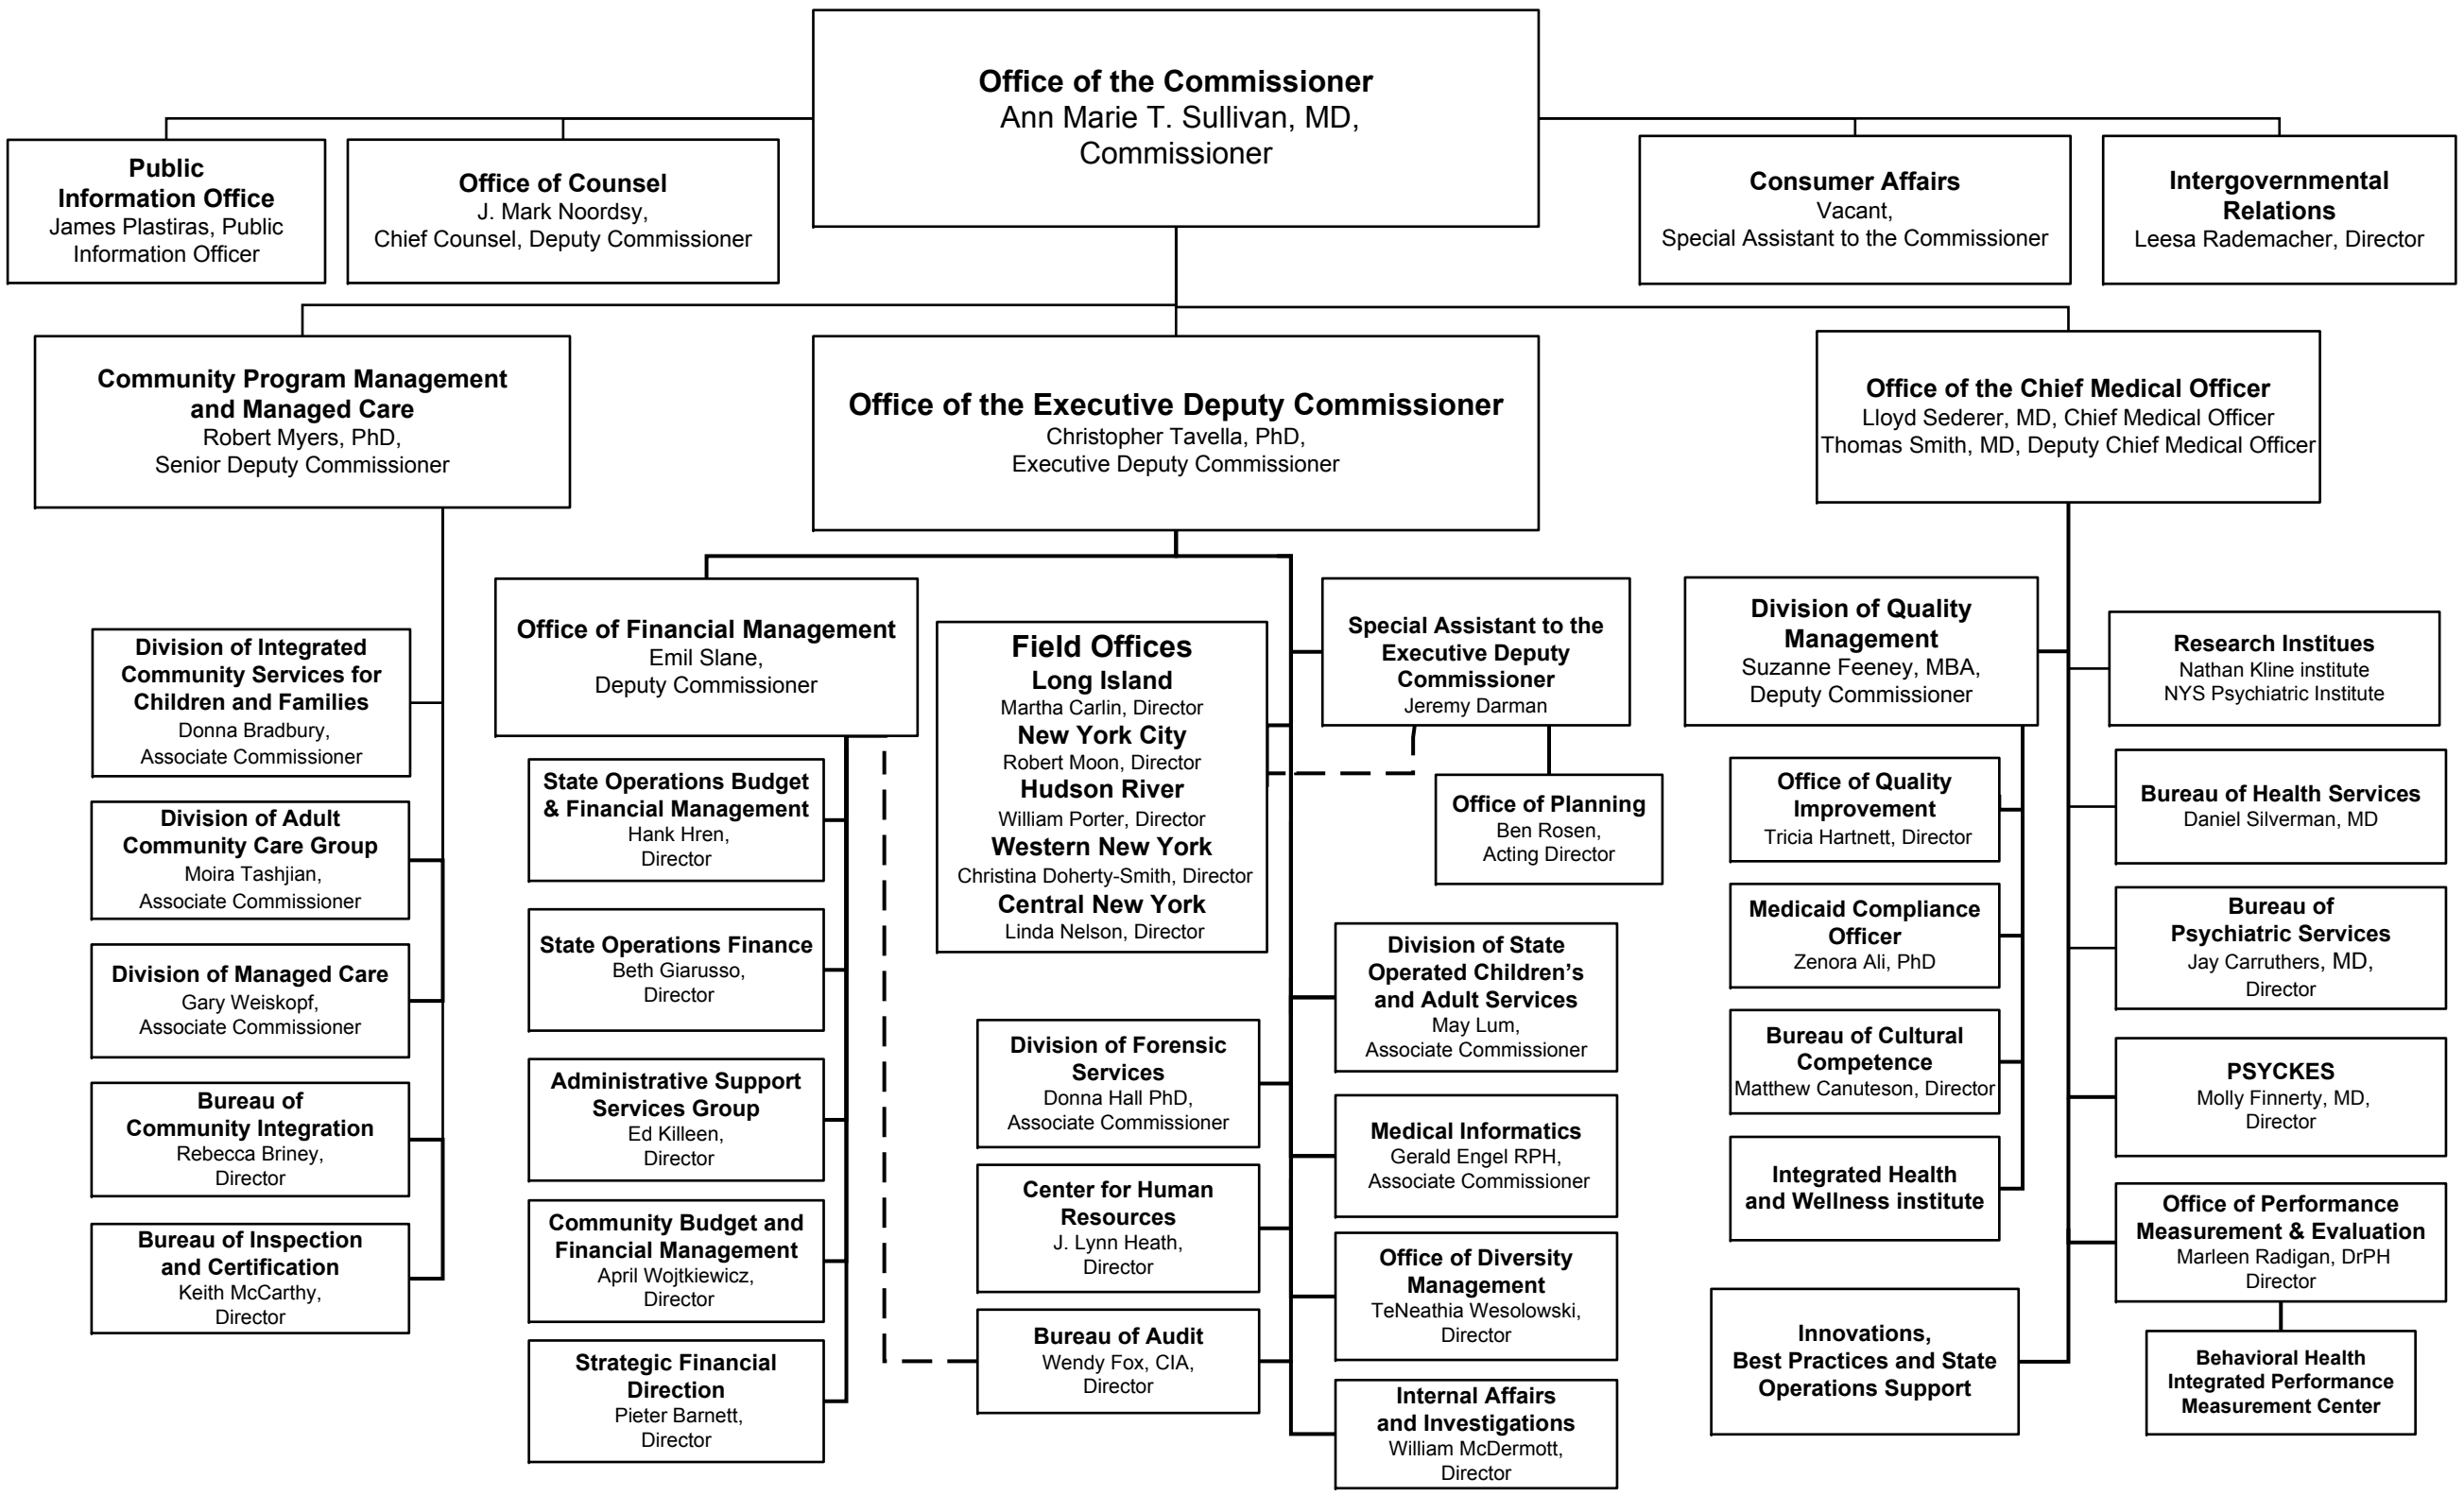 Office of the Commissioner
Ann Marie T. Sullivan, MD,
Commissioner
Public
Information Office
James Plastiras, Public
Information Officer
Office of Counsel
J. Mark Noordsy,
Chief Counsel, Deputy Commissioner
Consumer Affairs
Vacant,
Special Assistant to the Commissioner
Intergovernmental
Relations
Leesa Rademacher, Director
Community Program Management
and Managed Care
Robert Myers, PhD,
Senior Deputy Commissioner
Office of the Executive Deputy Commissioner
Christopher Tavella, PhD,
Executive Deputy Commissioner
Office of the Chief Medical Officer
Lloyd Sederer, MD, Chief Medical Officer
Thomas Smith, MD, Deputy Chief Medical Officer
Division of Integrated
Community Services for
Children and Families
Donna Bradbury,
Associate Commissioner
Division of Adult
Community Care Group
Moira Tashjian,
Associate Commissioner
Division of Managed Care
Gary Weiskopf,
Associate Commissioner
Bureau of
Community Integration
Rebecca Briney,
Director
Bureau of Inspection
and Certification
Keith McCarthy,
Director
Office of Financial Management
Emil Slane,
Deputy Commissioner
State Operations Budget
& Financial Management
Hank Hren,
Director
State Operations Finance
Beth Giarusso,
Director
Administrative Support
Services Group
Ed Killeen,
Director
Community Budget and
Financial Management
April Wojtkiewicz,
Director
Strategic Financial
Direction
Pieter Barnett,
Director
Field Offices
Long Island
Martha Carlin, Director
New York City
Robert Moon, Director
Hudson River
William Porter, Director
Western New York
Christina Doherty-Smith, Director
Central New York
Linda Nelson, Director
Division of Forensic
Services
Donna Hall PhD,
Associate Commissioner
Center for Human
Resources
J. Lynn Heath,
Director
Bureau of Audit
Wendy Fox, CIA,
Director
Special Assistant to the
Executive Deputy
Commissioner
Jeremy Darman
Office of Planning
Ben Rosen,
Acting Director
Division of State
Operated Children’s
and Adult Services
May Lum,
Associate Commissioner
Medical Informatics
Gerald Engel RPH,
Associate Commissioner
Office of Diversity
Management
TeNeathia Wesolowski,
Director
Internal Affairs
and Investigations
William McDermott,
Director
Division of Quality
Management
Suzanne Feeney, MBA,
Deputy Commissioner
Office of Quality
Improvement
Tricia Hartnett, Director
Medicaid Compliance
Officer
Zenora Ali, PhD
Bureau of Cultural
Competence
Matthew Canuteson, Director
Integrated Health
and Wellness institute
Innovations,
Best Practices and State
Operations Support
Research Institues
Nathan Kline institute
NYS Psychiatric Institute
Bureau of Health Services
Daniel Silverman, MD
Bureau of
Psychiatric Services
Jay Carruthers, MD,
Director
PSYCKES
Molly Finnerty, MD,
Director
Office of Performance
Measurement & Evaluation
Marleen Radigan, DrPH
Director
Behavioral Health
Integrated Performance
Measurement Center